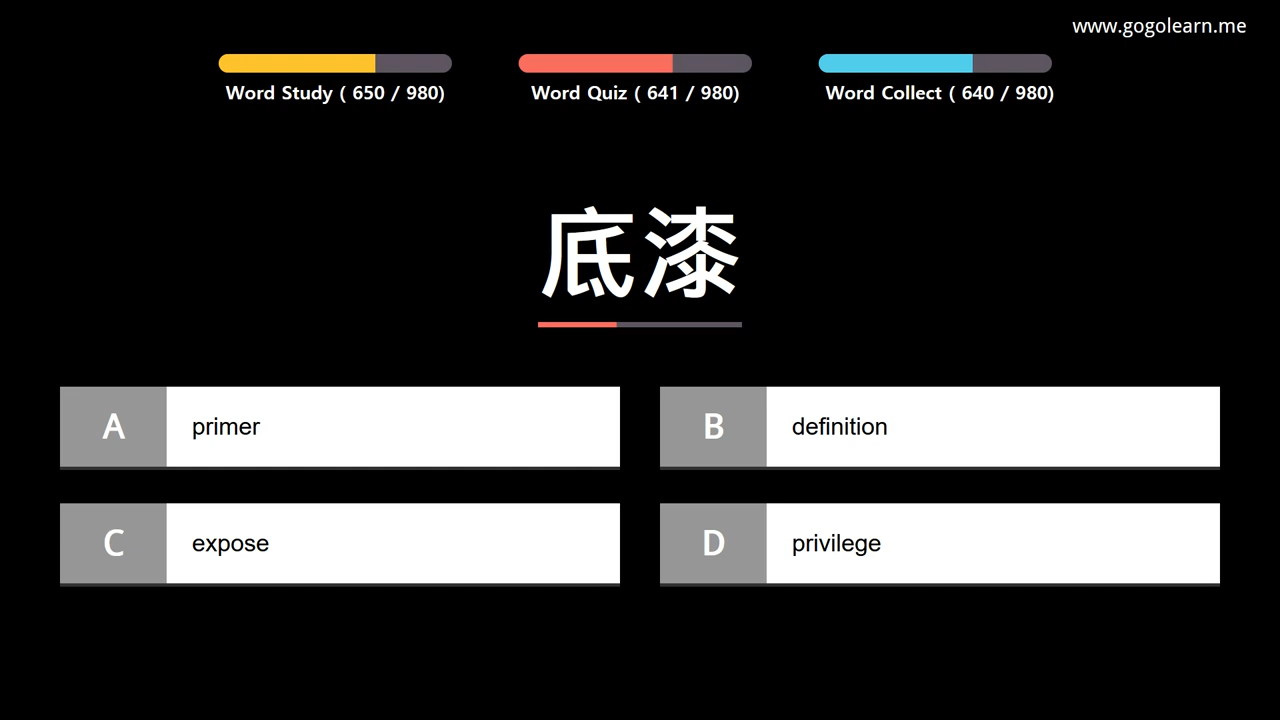 www.gogolearn.me
Word Study ( 650 / 980)
Word Quiz ( 641 / 980)
Word Collect ( 640 / 980)
底漆
A primer
B definition
C expose
D privilege